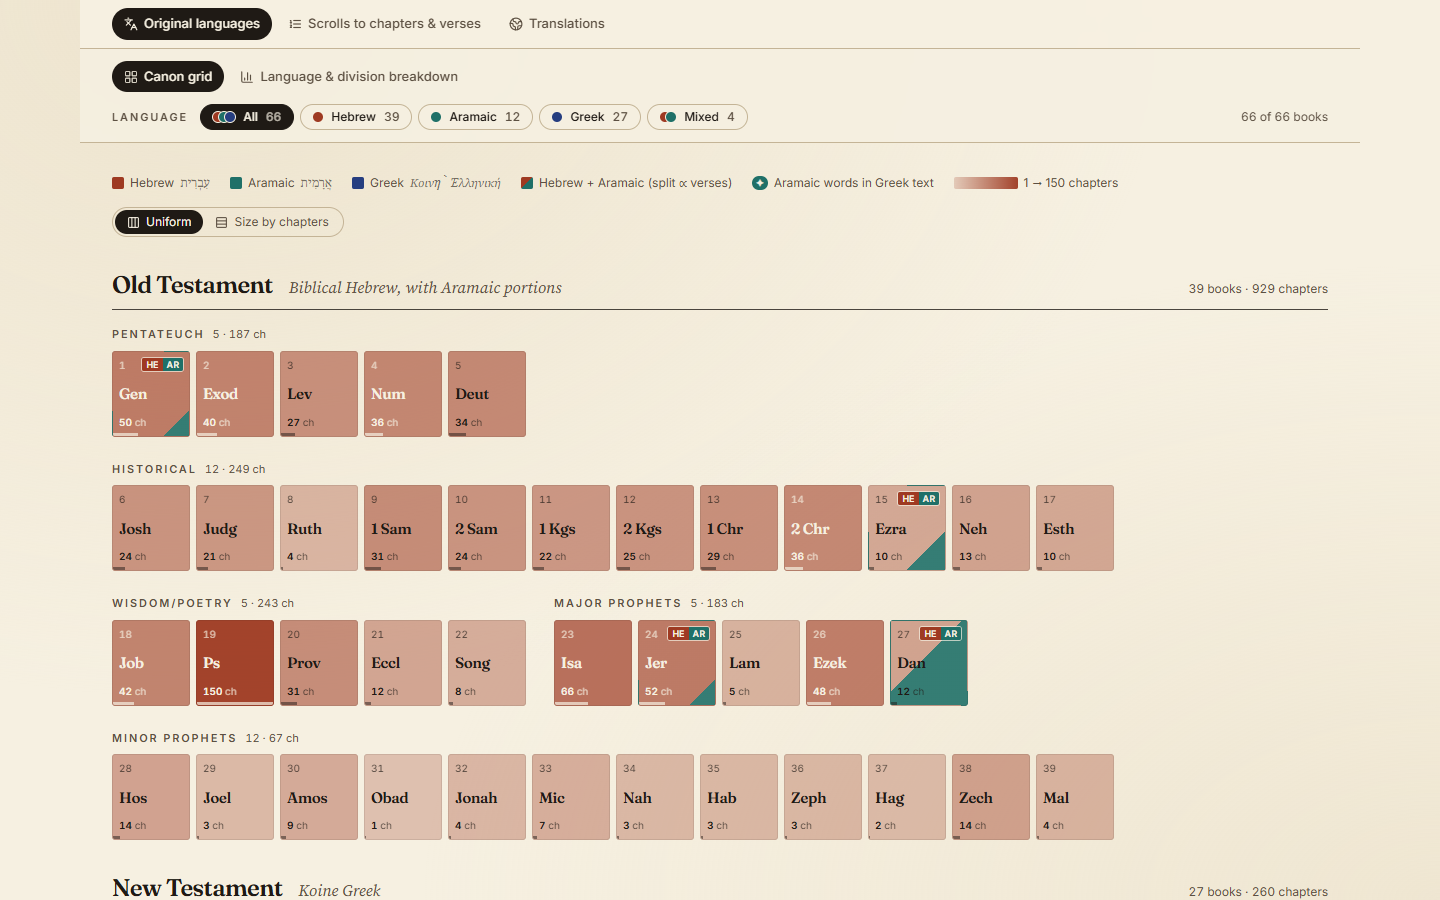 Original languages Scrolls to chapters & verses Translations
Canon grid Language & division breakdown
LANGUAGE All 66 Hebrew 39 Aramaic 12 Greek 27 Mixed 4 66 of 66 books
Hebrew עִבְרִית Aramaic אֲרָמִית Greek Κοινὴ Ἑλληνική Hebrew + Aramaic (split ∝ verses) Aramaic words in Greek text 1 → 150 chapters
Uniform Size by chapters
Old Testament Biblical Hebrew, with Aramaic portions 39 books · 929 chapters
PENTATEUCH 5 · 187 ch
1 HE AR 2 3 4 5
Gen Exod Lev Num Deut
50 ch 40 ch 27 ch 36 ch 34 ch
HISTORICAL 12 · 249 ch
6 7 8 9 10 11 12 13 14 15 HE AR 16 17
Josh Judg Ruth 1 Sam 2 Sam 1 Kgs 2 Kgs 1 Chr 2 Chr Ezra Neh Esth
24 ch 21 ch 4 ch 31 ch 24 ch 22 ch 25 ch 29 ch 36 ch 10 ch 13 ch 10 ch
WISDOM/POETRY 5 · 243 ch MAJOR PROPHETS 5 · 183 ch
18 19 20 21 22 23 24 HE AR 25 26 27 HE AR
Job Ps Prov Eccl Song Isa Jer Lam Ezek Dan
42 ch 150 ch 31 ch 12 ch 8 ch 66 ch 52 ch 5 ch 48 ch 12 ch
MINOR PROPHETS 12 · 67 ch
28 29 30 31 32 33 34 35 36 37 38 39
Hos Joel Amos Obad Jonah Mic Nah Hab Zeph Hag Zech Mal
14 ch 3 ch 9 ch 1 ch 4 ch 7 ch 3 ch 3 ch 3 ch 2 ch 14 ch 4 ch
New Testament Koine Greek 27 books · 260 chapters